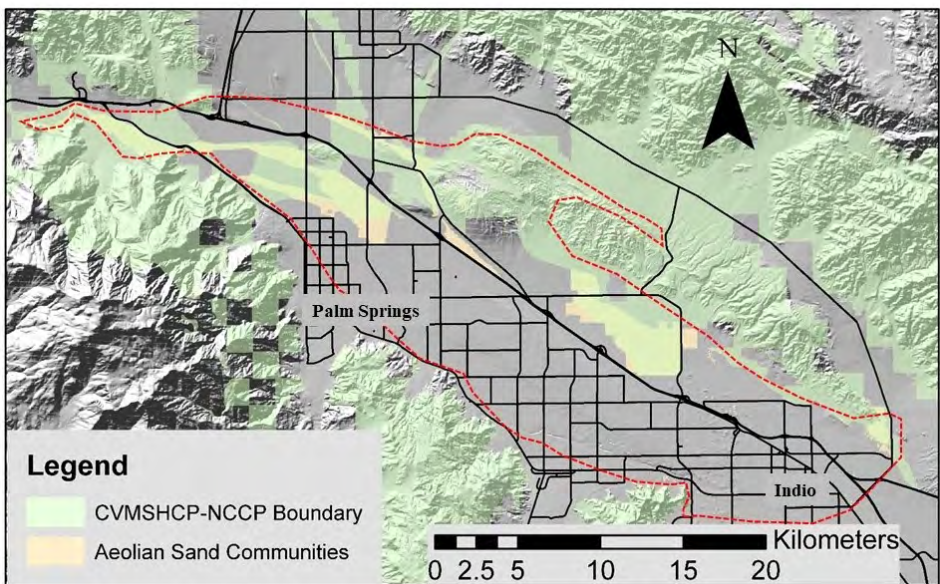 N
Palm Springs
Indio
Legend
CVMSHCP-NCCP Boundary
Aeolian Sand Communities
Kilometers
0 2.5 5 10 15 20